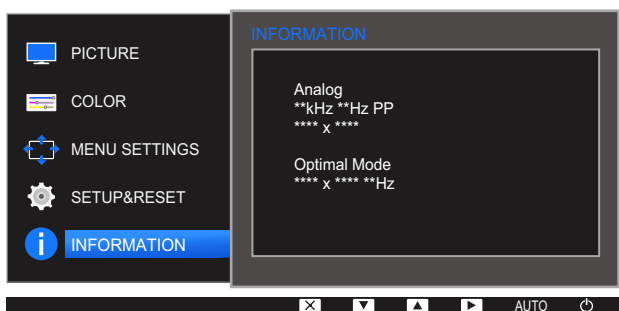 PICTURE
COLOR
MENU SETTINGS
SETUP&RESET
INFORMATION
INFORMATION
Analog
**kHz **Hz PP
**** x ****
Optimal Mode
**** x **** **Hz
AUTO